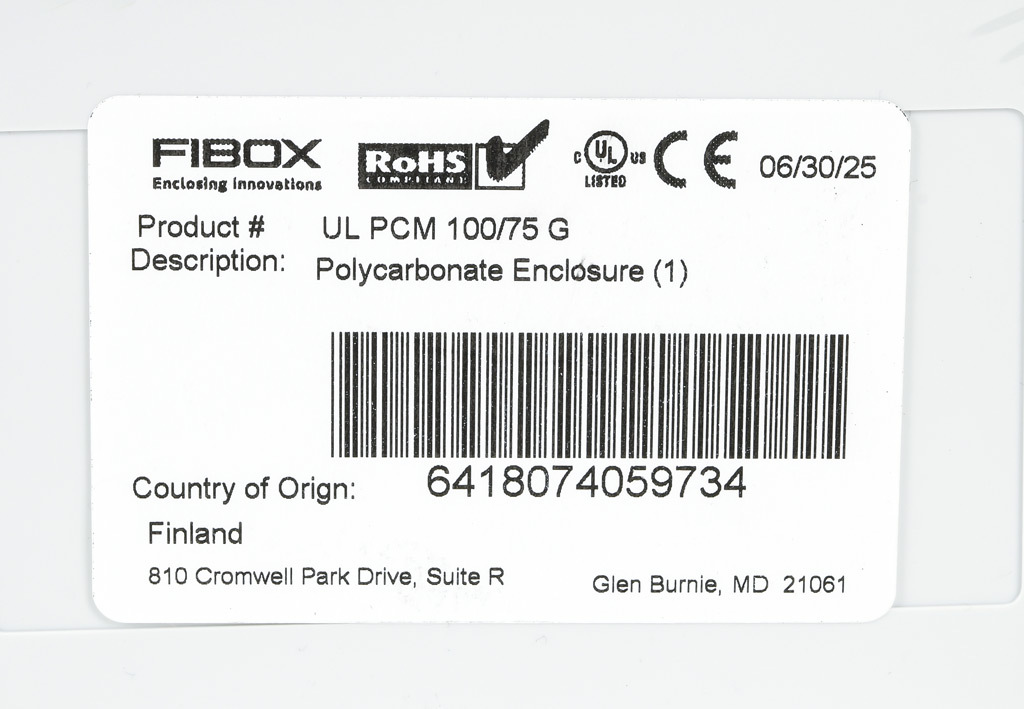 FIBOX
Enclosing Innovations
RoHS
COMPLIANT
C UL US
LISTED
CE
06/30/25
Product # UL PCM 100/75 G
Description: Polycarbonate Enclosure (1)
6418074059734
Country of Orign:
Finland
810 Cromwell Park Drive, Suite R Glen Burnie, MD 21061